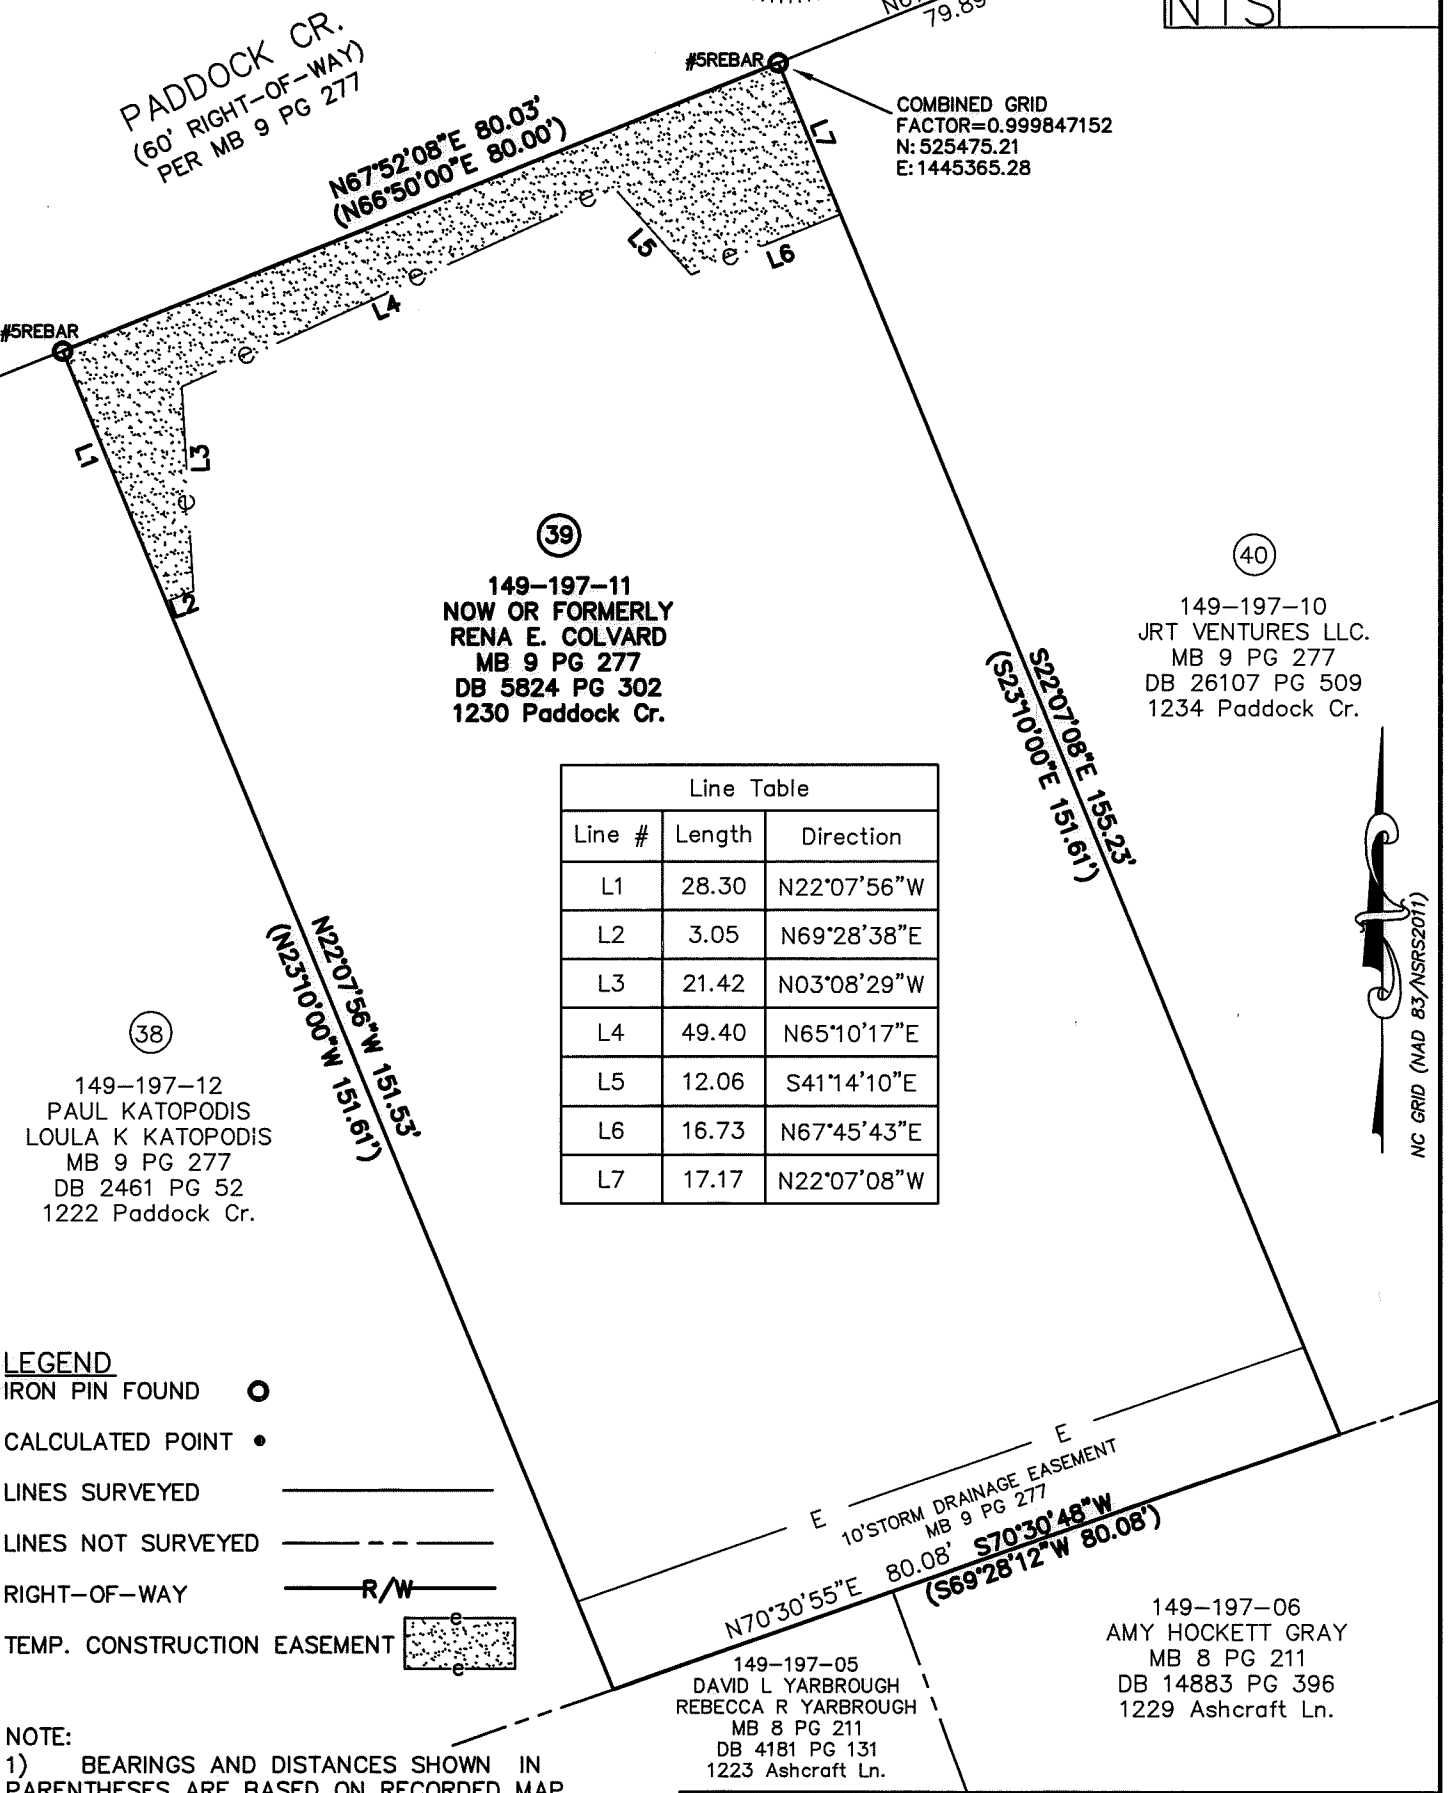 79.89'
NTS
PADDOCK CR.
(60' RIGHT-OF-WAY)
PER MB 9 PG 277
#5REBAR
COMBINED GRID
FACTOR=0.999847152
N: 525475.21
E: 1445365.28
N67°52'08"E 80.03'
(N66°50'00"E 80.00')
L7
e
L5
e
L6
e
L4
e
#5REBAR
L1
L3
e
L2
39
149-197-11
NOW OR FORMERLY
RENA E. COLVARD
MB 9 PG 277
DB 5824 PG 302
1230 Paddock Cr.
40
149-197-10
JRT VENTURES LLC.
MB 9 PG 277
DB 26107 PG 509
1234 Paddock Cr.
S22°07'08"E 155.23'
(S23°10'00"E 151.61')
Line Table
Line # Length Direction
L1 28.30 N22°07'56"W
L2 3.05 N69°28'38"E
L3 21.42 N03°08'29"W
L4 49.40 N65°10'17"E
L5 12.06 S41°14'10"E
L6 16.73 N67°45'43"E
L7 17.17 N22°07'08"W
NC GRID (NAD 83/NSRS2011)
N22°07'56"W 151.53'
(N23°10'00"W 151.61')
38
149-197-12
PAUL KATOPODIS
LOULA K KATOPODIS
MB 9 PG 277
DB 2461 PG 52
1222 Paddock Cr.
LEGEND
IRON PIN FOUND
CALCULATED POINT
LINES SURVEYED
LINES NOT SURVEYED
RIGHT-OF-WAY R/W
TEMP. CONSTRUCTION EASEMENT e e
E E
10'STORM DRAINAGE EASEMENT
MB 9 PG 277
N70°30'55"E 80.08' S70°30'48"W
(S69°28'12"W 80.08')
149-197-05
DAVID L YARBROUGH
REBECCA R YARBROUGH
MB 8 PG 211
DB 4181 PG 131
1223 Ashcraft Ln.
149-197-06
AMY HOCKETT GRAY
MB 8 PG 211
DB 14883 PG 396
1229 Ashcraft Ln.
NOTE:
1) BEARINGS AND DISTANCES SHOWN IN
PARENTHESES ARE BASED ON RECORDED MAP